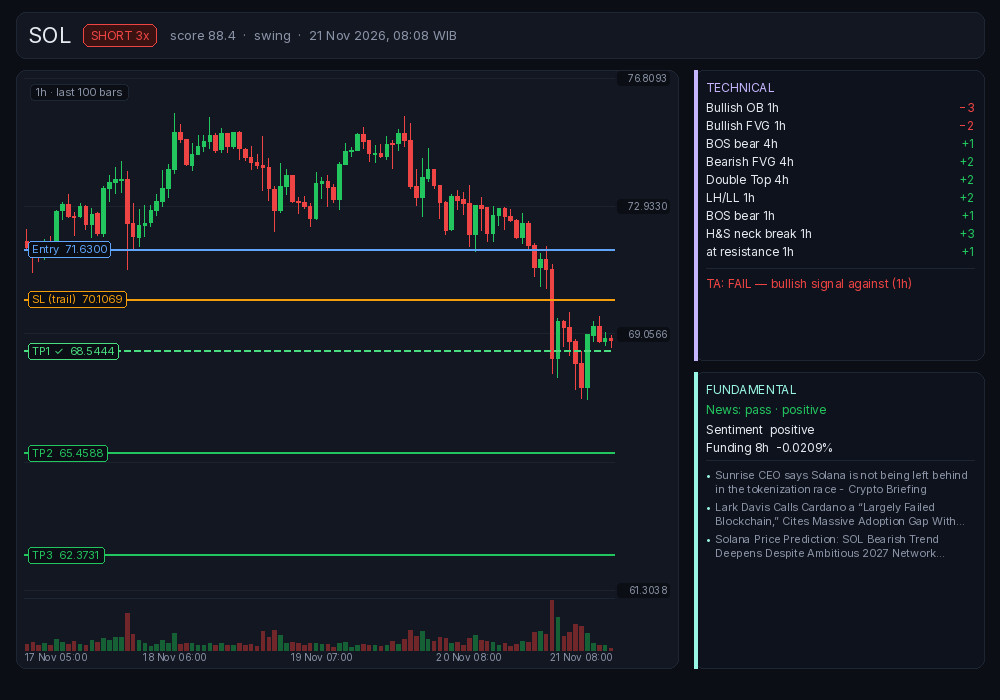 SOL SHORT 3x score 88.4 · swing · 21 Nov 2026, 08:08 WIB
1h · last 100 bars
76.8093
72.9330
69.0566
61.3038
Entry 71.6300
SL (trail) 70.1069
TP1 ✓ 68.5444
TP2 65.4588
TP3 62.3731
17 Nov 05:00
18 Nov 06:00
19 Nov 07:00
20 Nov 08:00
21 Nov 08:00
TECHNICAL
Bullish OB 1h −3
Bullish FVG 1h −2
BOS bear 4h +1
Bearish FVG 4h +2
Double Top 4h +2
LH/LL 1h +2
BOS bear 1h +1
H&S neck break 1h +3
at resistance 1h +1
TA: FAIL — bullish signal against (1h)
FUNDAMENTAL
News: pass · positive
Sentiment positive
Funding 8h -0.0209%
• Sunrise CEO says Solana is not being left behind
in the tokenization race - Crypto Briefing
• Lark Davis Calls Cardano a “Largely Failed
Blockchain,” Cites Massive Adoption Gap With…
• Solana Price Prediction: SOL Bearish Trend
Deepens Despite Ambitious 2027 Network…